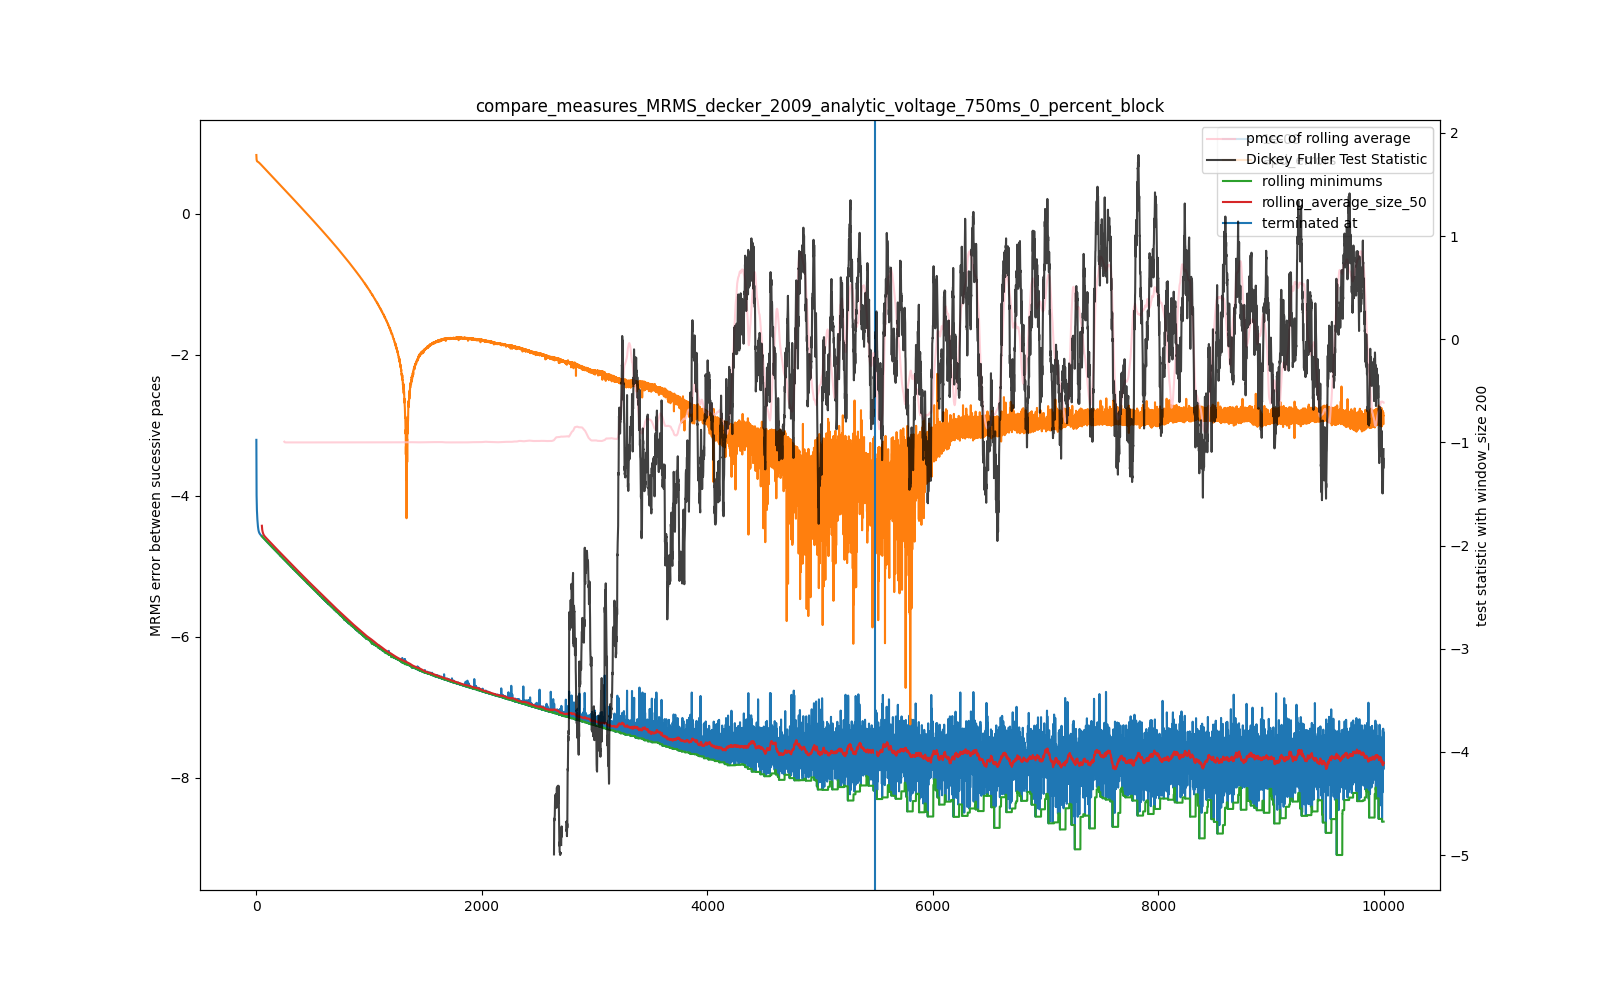 compare_measures_MRMS_decker_2009_analytic_voltage_750ms_0_percent_block
MRMS error between sucessive paces
0
−2
−4
−6
−8
0
2000
4000
6000
8000
10000
2
1
0
−1
−2
−3
−4
−5
test statistic with window_size 200
pmcc of rolling average
Dickey Fuller Test Statistic
rolling minimums
rolling_average_size_50
terminated at